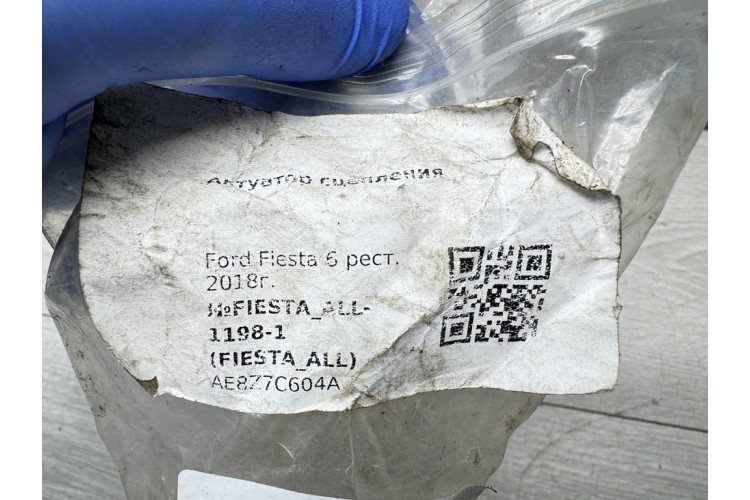 Актуатор сцепления
Ford Fiesta 6 рест.
2018г.
№FIESTA_ALL-
1198-1
(FIESTA_ALL)
AE8Z7C604A